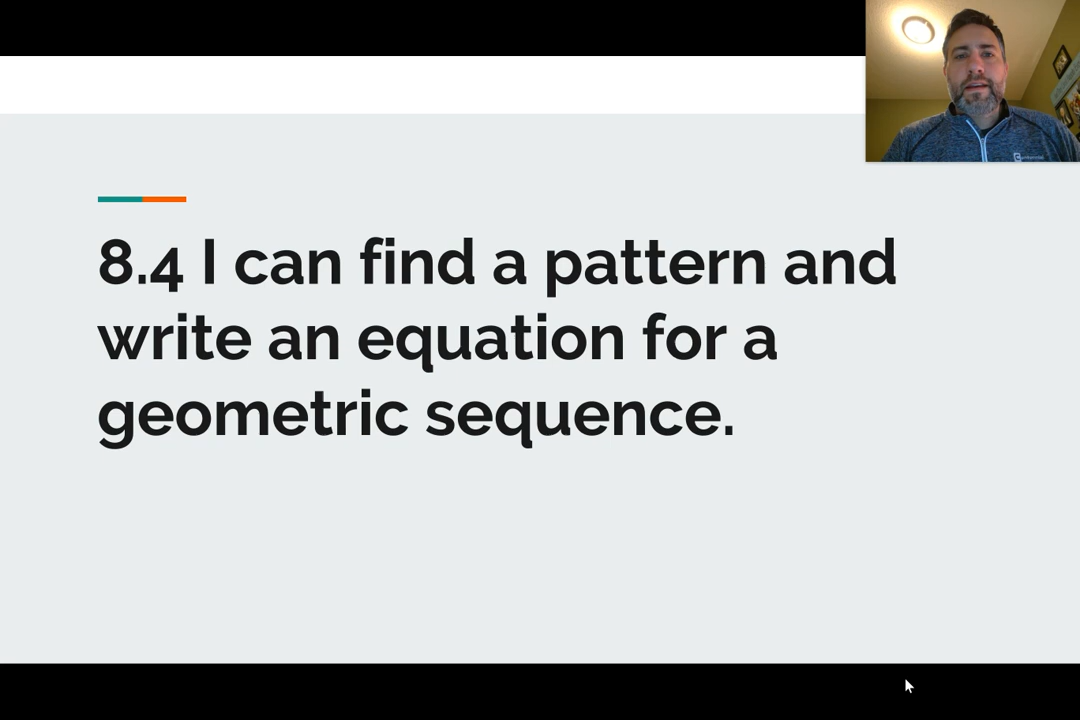 8.4 I can find a pattern and
write an equation for a
geometric sequence.